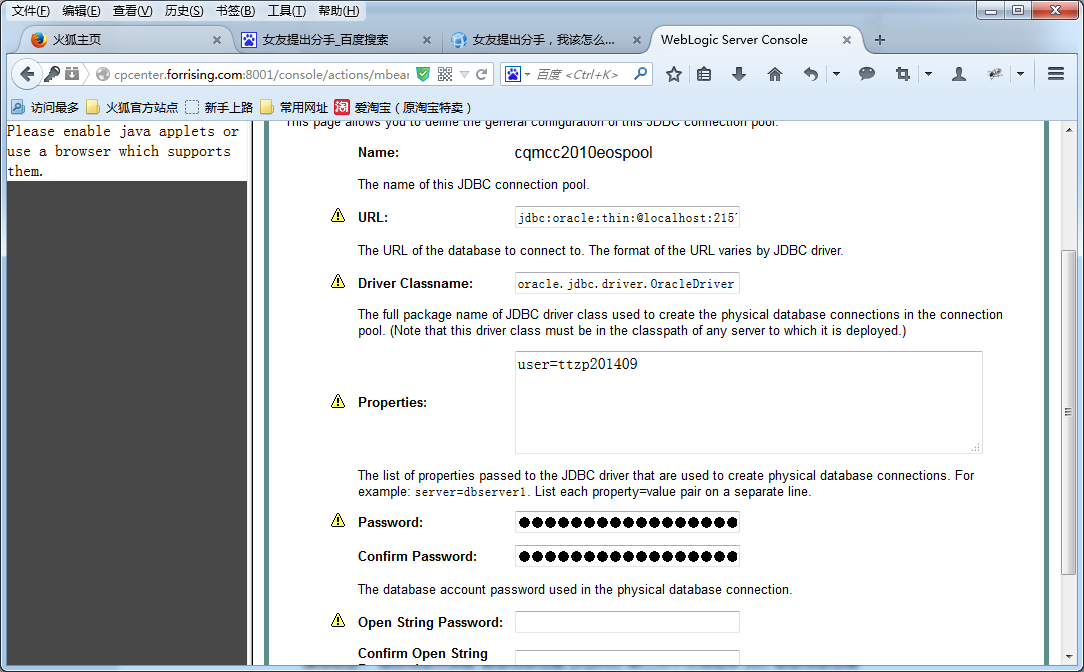 文件(F) 编辑(E) 查看(V) 历史(S) 书签(B) 工具(T) 帮助(H)
火狐主页 女友提出分手_百度搜索 女友提出分手，我该怎么... WebLogic Server Console
cpcenter.forrising.com:8001/console/actions/mbear 百度 <Ctrl+K>
访问最多 火狐官方站点 新手上路 常用网址 淘 爱淘宝（原淘宝特卖）
Please enable java applets or
use a browser which supports
them.
This page allows you to define the general configuration of this JDBC connection pool.
Name: cqmcc2010eospool
The name of this JDBC connection pool.
URL: jdbc:oracle:thin:@localhost:215
The URL of the database to connect to. The format of the URL varies by JDBC driver.
Driver Classname: oracle.jdbc.driver.OracleDriver
The full package name of JDBC driver class used to create the physical database connections in the connection
pool. (Note that this driver class must be in the classpath of any server to which it is deployed.)
user=ttzp201409
Properties:
The list of properties passed to the JDBC driver that are used to create physical database connections. For
example: server=dbserver1. List each property=value pair on a separate line.
Password: ●●●●●●●●●●●●●●●●●
Confirm Password: ●●●●●●●●●●●●●●●●●
The database account password used in the physical database connection.
Open String Password:
Confirm Open String